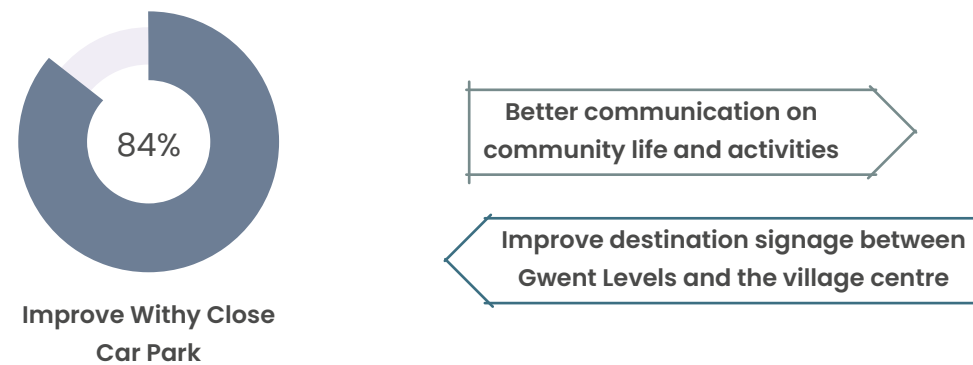 84%
Improve Withy Close
Car Park
Better communication on
community life and activities
Improve destination signage between
Gwent Levels and the village centre